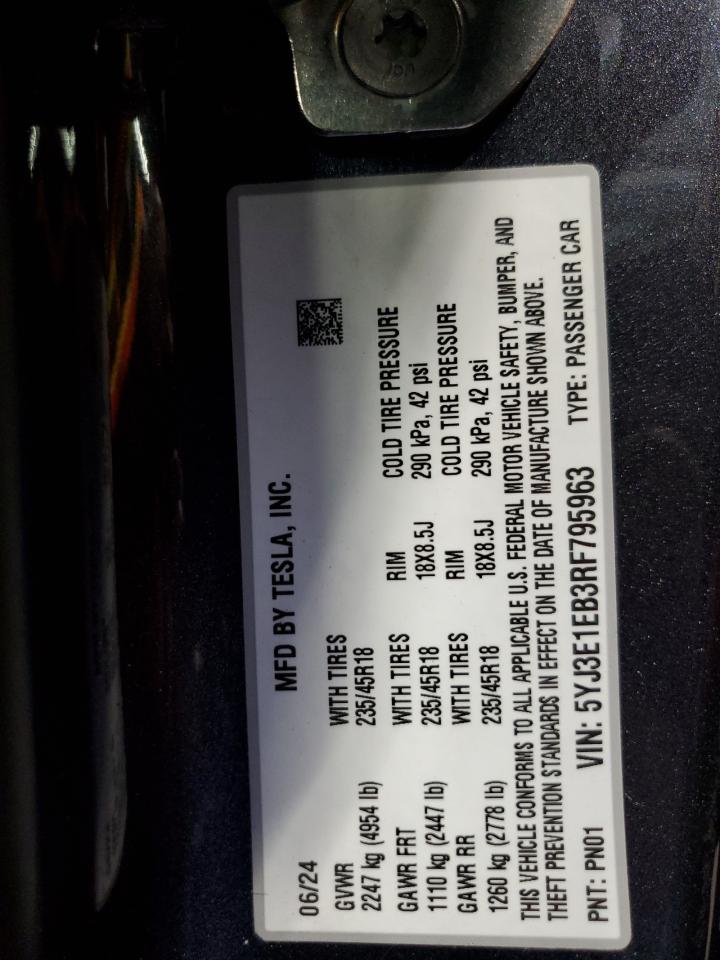 MFD BY TESLA, INC.
06/24
GVWR WITH TIRES
2247 kg (4954 lb) 235/45R18
GAWR FRT WITH TIRES RIM COLD TIRE PRESSURE
1110 kg (2447 lb) 235/45R18 18X8.5J 290 kPa, 42 psi
GAWR RR WITH TIRES RIM COLD TIRE PRESSURE
1260 kg (2778 lb) 235/45R18 18X8.5J 290 kPa, 42 psi
THIS VEHICLE CONFORMS TO ALL APPLICABLE U.S. FEDERAL MOTOR VEHICLE SAFETY, BUMPER, AND
THEFT PREVENTION STANDARDS IN EFFECT ON THE DATE OF MANUFACTURE SHOWN ABOVE.
PNT: PN01 VIN: 5YJ3E1EB3RF795963 TYPE: PASSENGER CAR